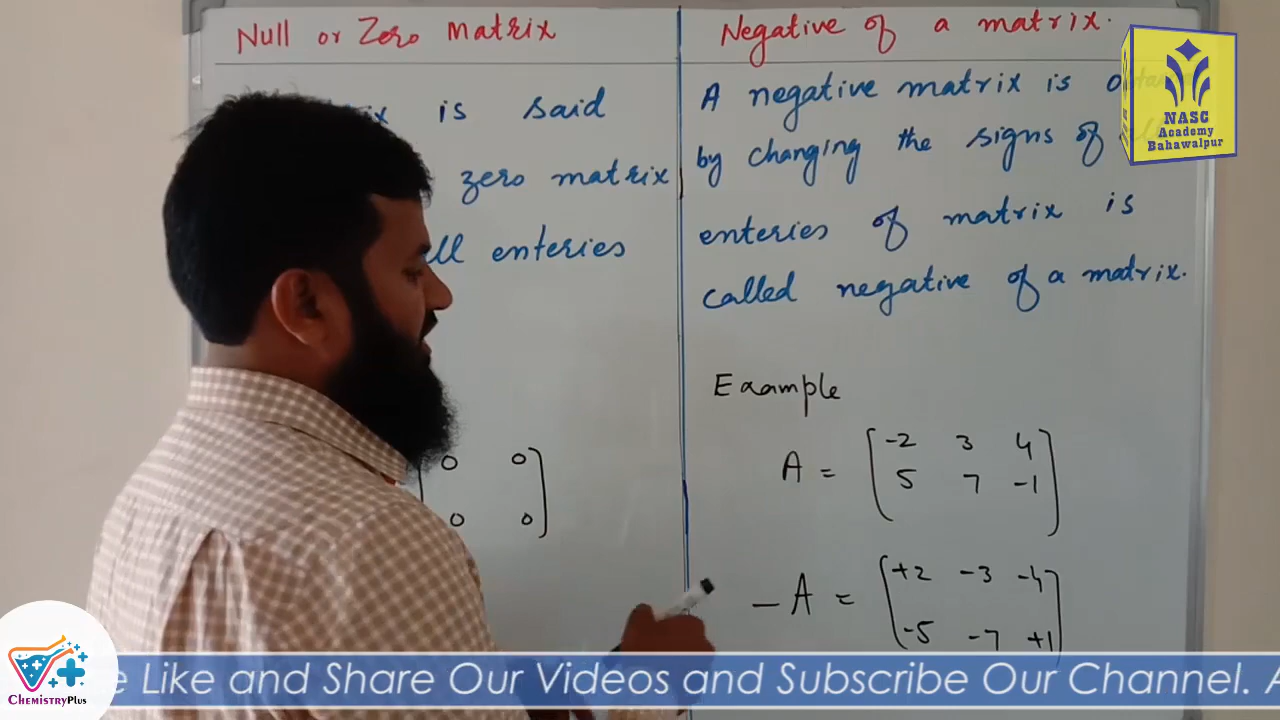 Null or Zero Matrix
is said
zero matrix
enteries
0 0
0 0
Negative of a matrix.
A negative matrix is
by changing the signs of
enteries of matrix is
called negative of a matrix.
Example
A = [-2 3 4
5 7 -1]
-A = [+2 -3 -4
-5 -7 +1]
NASC
Academy
Bahawalpur
CHEMISTRYPLUS
Like and Share Our Videos and Subscribe Our Channel. A